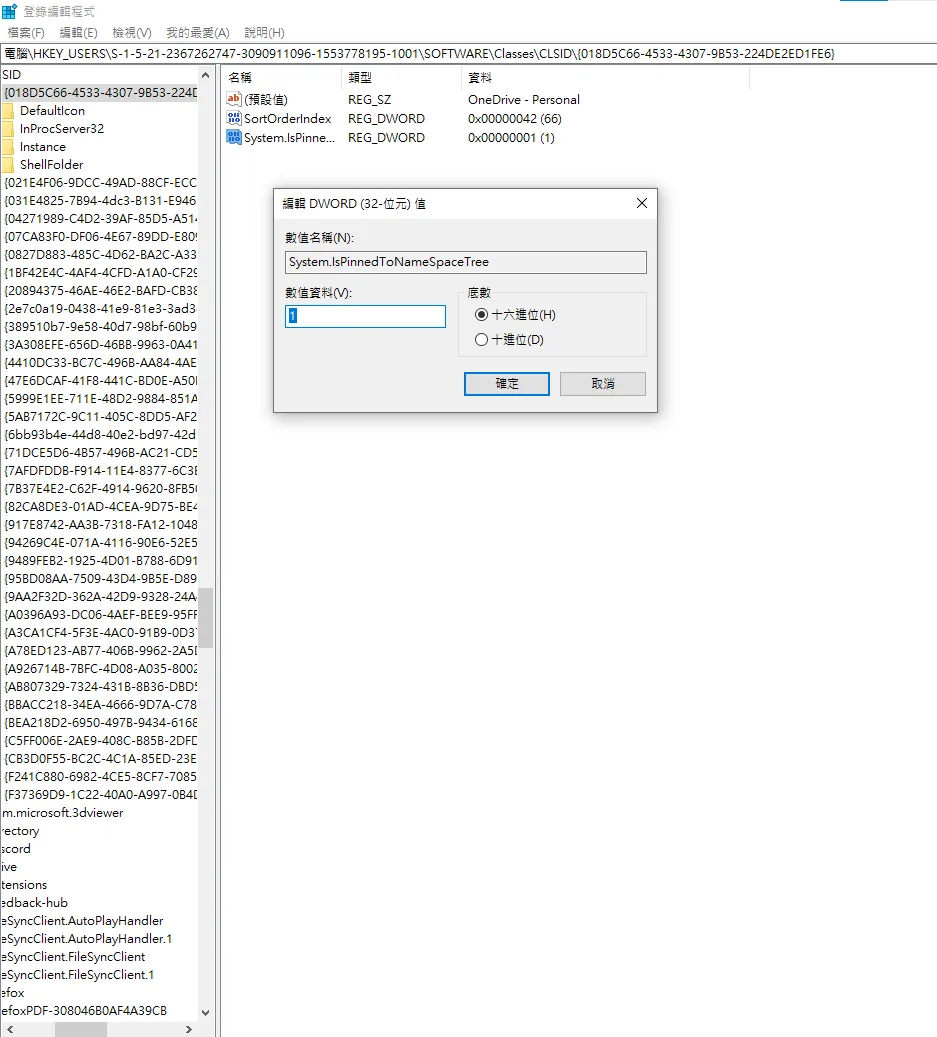 登錄編輯程式
檔案(F) 編輯(E) 檢視(V) 我的最愛(A) 說明(H)
電腦\HKEY_USERS\S-1-5-21-2367262747-3090911096-1553778195-1001\SOFTWARE\Classes\CLSID\{018D5C66-4533-4307-9B53-224DE2ED1FE6}
SID
{018D5C66-4533-4307-9B53-224D
DefaultIcon
InProcServer32
Instance
ShellFolder
{021E4F06-9DCC-49AD-88CF-ECC
{031E4825-7B94-4dc3-B131-E946
{04271989-C4D2-39AF-85D5-A514
{07CA83F0-DF06-4E67-89DD-E809
{0827D883-485C-4D62-BA2C-A33
{1BF42E4C-4AF4-4CFD-A1A0-CF29
{20894375-46AE-46E2-BAFD-CB38
{2e7c0a19-0438-41e9-81e3-3ad3
{389510b7-9e58-40d7-98bf-60b9
{3A308EFE-656D-46BB-9963-0A41
{4410DC33-BC7C-496B-AA84-4AE
{47E6DCAF-41F8-441C-BD0E-A50
{5999E1EE-711E-48D2-9884-851A
{5AB7172C-9C11-405C-8DD5-AF2
{6bb93b4e-44d8-40e2-bd97-42d
{71DCE5D6-4B57-496B-AC21-CD5
{7AFDFDDB-F914-11E4-8377-6C3
{7B37E4E2-C62F-4914-9620-8FB5
{82CA8DE3-01AD-4CEA-9D75-BE4
{917E8742-AA3B-7318-FA12-1048
{94269C4E-071A-4116-90E6-52E5
{9489FEB2-1925-4D01-B788-6D91
{95BD08AA-7509-43D4-9B5E-D89
{9AA2F32D-362A-42D9-9328-24A
{A0396A93-DC06-4AEF-BEE9-95F
{A3CA1CF4-5F3E-4AC0-91B9-0D3
{A78ED123-AB77-406B-9962-2A5
{A926714B-7BFC-4D08-A035-8002
{AB807329-7324-431B-8B36-DBD5
{BBACC218-34EA-4666-9D7A-C78
{BEA218D2-6950-497B-9434-6168
{C5FF006E-2AE9-408C-B85B-2DFD
{CB3D0F55-BC2C-4C1A-85ED-23E
{F241C880-6982-4CE5-8CF7-7085
{F37369D9-1C22-40A0-A997-0B4D
m.microsoft.3dviewer
rectory
scord
ive
tensions
edback-hub
eSyncClient.AutoPlayHandler
eSyncClient.AutoPlayHandler.1
eSyncClient.FileSyncClient
eSyncClient.FileSyncClient.1
efox
efoxPDF-308046B0AF4A39CB
名稱 類型 資料
(預設值) REG_SZ OneDrive - Personal
SortOrderIndex REG_DWORD 0x00000042 (66)
System.IsPinne... REG_DWORD 0x00000001 (1)
編輯 DWORD (32-位元) 值
數值名稱(N):
System.IsPinnedToNameSpaceTree
數值資料(V):
1
底數
十六進位(H)
十進位(D)
確定 取消